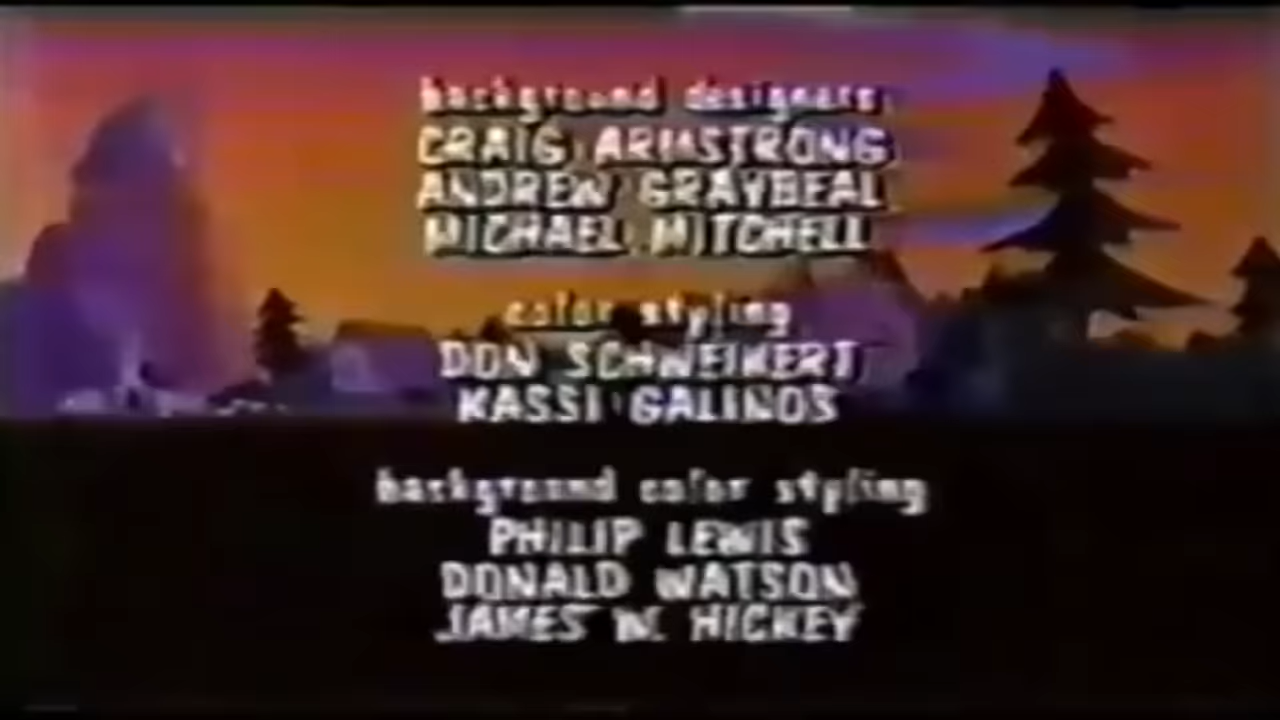 background designers
CRAIG ARMSTRONG
ANDREW GRAYBEAL
MICHAEL MITCHELL
color styling
DON SCHWEIKERT
KASSI GALINOS
background color styling
PHILIP LEWIS
DONALD WATSON
JAMES W. HICKEY